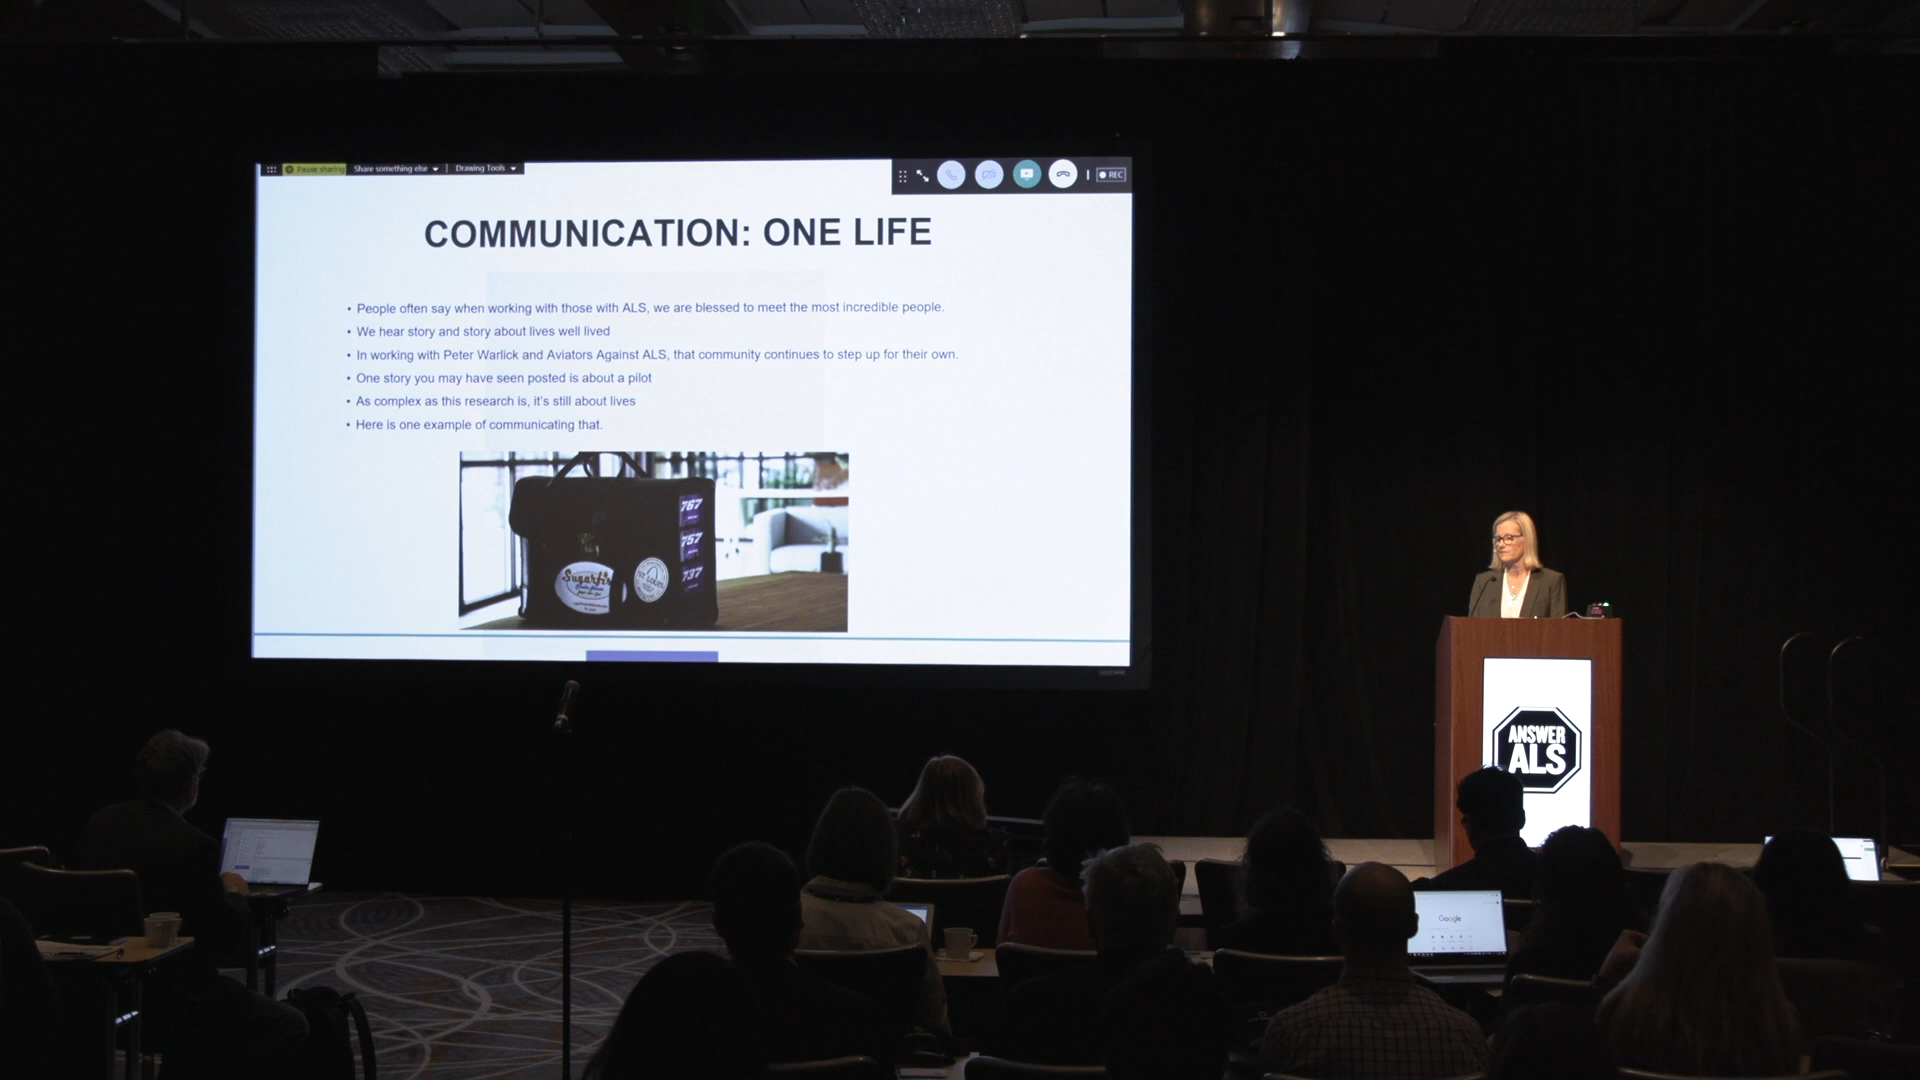 Pause sharing Share something else Drawing Tools
REC
COMMUNICATION: ONE LIFE
• People often say when working with those with ALS, we are blessed to meet the most incredible people.
• We hear story and story about lives well lived
• In working with Peter Warlick and Aviators Against ALS, that community continues to step up for their own.
• One story you may have seen posted is about a pilot
• As complex as this research is, it's still about lives
• Here is one example of communicating that.
767
757
737
Sugarfir
ST. LOUIS
ANSWER
ALS
Google